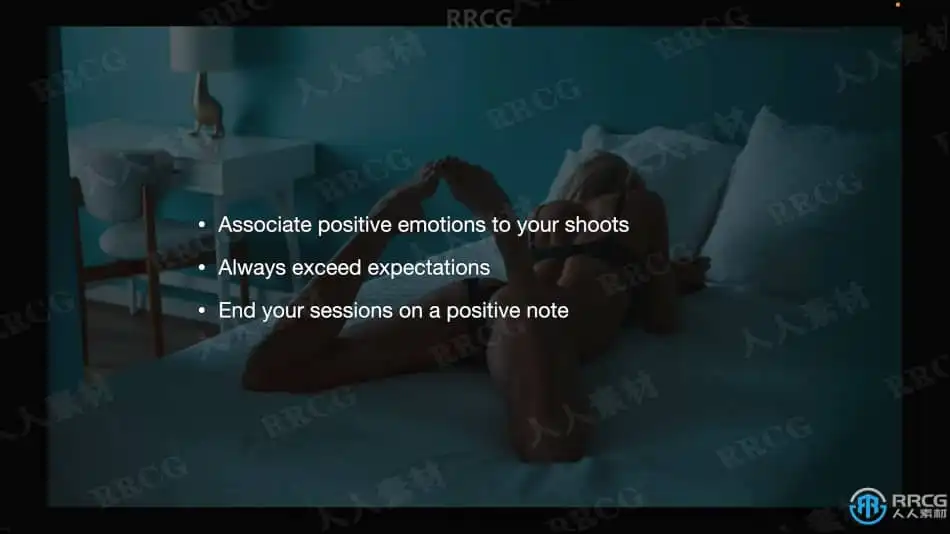 RRCG
• Associate positive emotions to your shoots
• Always exceed expectations
• End your sessions on a positive note
RRCG
人人素材